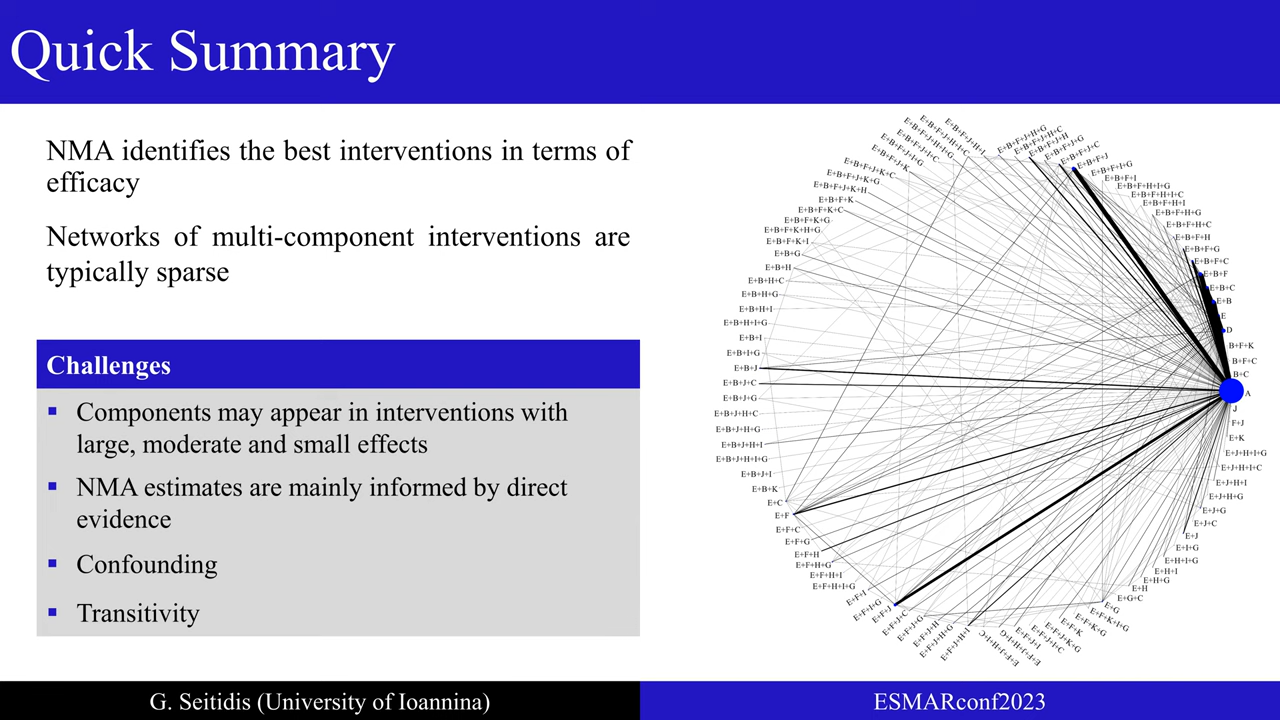 Quick Summary
NMA identifies the best interventions in terms of
efficacy
Networks of multi-component interventions are
typically sparse
Challenges
▪ Components may appear in interventions with
large, moderate and small effects
▪ NMA estimates are mainly informed by direct
evidence
▪ Confounding
▪ Transitivity
E+B+F+J+H+I
E+B+F+J+H+G
E+B+F+J+H+C
E+B+F+J+H
E+B+F+J+G
E+B+F+J+C
E+B+F+J
E+B+F+I+G
E+B+F+I
E+B+F+H+I+G
E+B+F+H+I+C
E+B+F+H+I
E+B+F+H+G
E+B+F+H+C
E+B+F+H
E+B+F+G
E+B+F+C
E+B+F
E+B+C
E+B
E
D
B+F+K
B+F+C
B+C
A
J
F+J
E+K
E+J+H+I+G
E+J+H+I+C
E+J+H+I
E+J+H+G
E+J+G
E+J+C
E+J
E+I+G
E+H+I+G
E+H+I
E+H+G
E+H
E+G+C
E+G
E+F+K+I+G
E+F+K+G
E+F+K
E+F+J+K+G
E+F+J+I+C
E+F+J+I
E+F+J+H+I+G
E+F+J+H+I+C
E+F+J+H+I
E+F+J+H+G
E+F+J+H
E+F+J+G
E+F+J+C
E+F+J
E+F+I+G
E+F+I
E+F+H+I+G
E+F+H+I
E+F+H+G
E+F+H
E+F+G
E+F+C
E+F
E+C
E+B+K
E+B+J+I
E+B+J+H+I+G
E+B+J+H+I
E+B+J+H+G
E+B+J+H+C
E+B+J+G
E+B+J+C
E+B+J
E+B+I+G
E+B+I
E+B+H+I+G
E+B+H+I
E+B+H+G
E+B+H+C
E+B+H
E+B+G
E+B+F+K+I
E+B+F+K+H+G
E+B+F+K+G
E+B+F+K+C
E+B+F+K
E+B+F+J+K+H
E+B+F+J+K+G
E+B+F+J+K+C
E+B+F+J+K
E+B+F+J+I+G
E+B+F+J+I+C
G. Seitidis (University of Ioannina)
ESMARconf2023